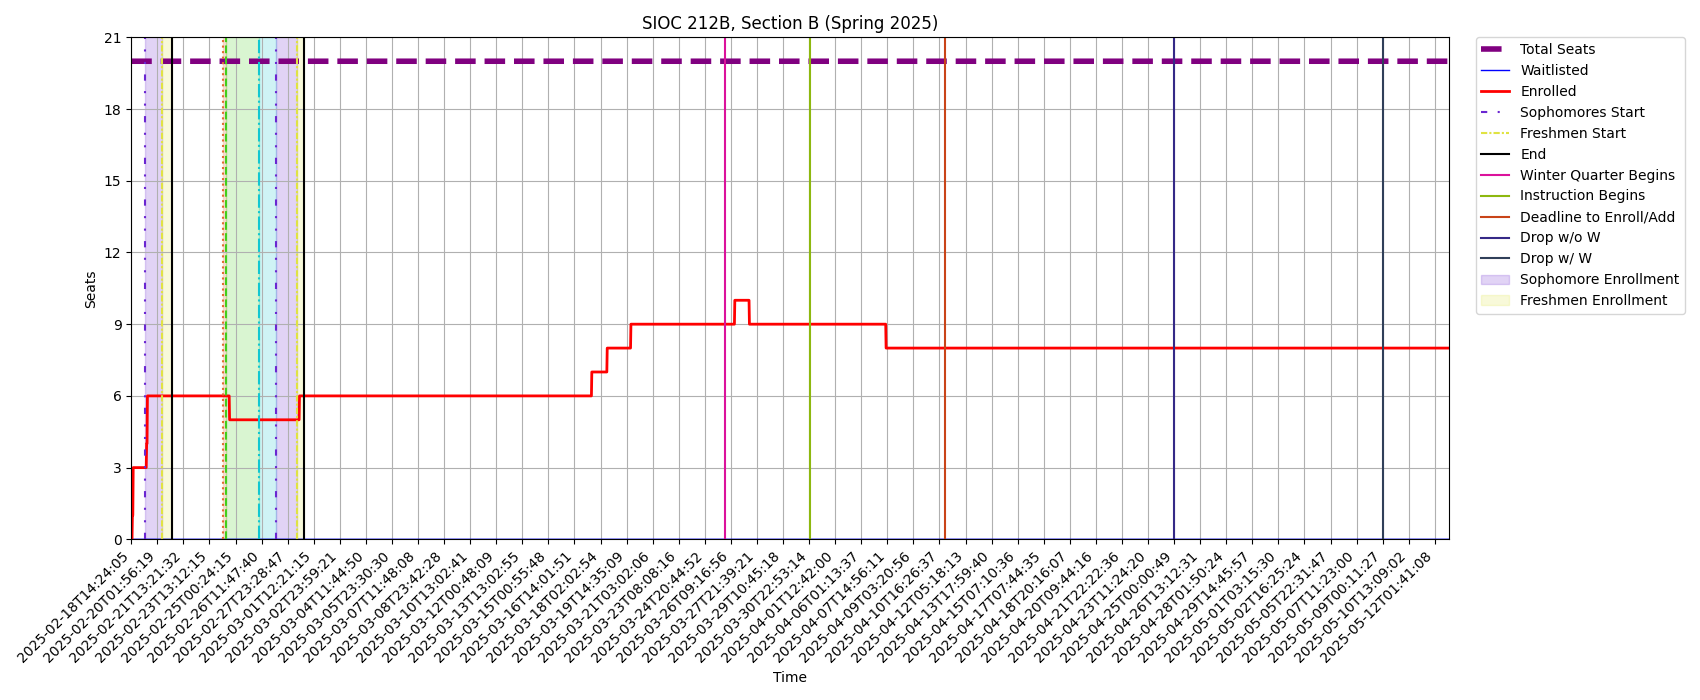 SIOC 212B, Section B (Spring 2025)
Seats
21
18
15
12
9
6
3
0
2025-02-18T14:24:05
2025-02-20T01:56:19
2025-02-21T13:21:32
2025-02-23T13:12:15
2025-02-25T00:24:15
2025-02-26T11:47:40
2025-02-27T23:28:47
2025-03-01T12:21:15
2025-03-02T23:59:21
2025-03-04T11:44:50
2025-03-05T23:30:30
2025-03-07T11:48:08
2025-03-08T23:42:28
2025-03-10T13:02:41
2025-03-12T00:48:09
2025-03-13T13:02:55
2025-03-15T00:55:48
2025-03-16T14:01:51
2025-03-18T02:02:54
2025-03-19T14:35:09
2025-03-21T03:02:06
2025-03-23T08:08:16
2025-03-24T20:44:52
2025-03-26T09:16:56
2025-03-27T21:39:21
2025-03-29T10:45:18
2025-03-30T22:53:14
2025-04-01T12:42:00
2025-04-06T01:13:37
2025-04-07T14:56:11
2025-04-09T03:20:56
2025-04-10T16:26:37
2025-04-12T05:18:13
2025-04-13T17:59:40
2025-04-15T07:10:36
2025-04-17T07:44:35
2025-04-18T20:16:07
2025-04-20T09:44:16
2025-04-21T22:22:36
2025-04-23T11:24:20
2025-04-25T00:00:49
2025-04-26T13:12:31
2025-04-28T01:50:24
2025-04-29T14:45:57
2025-05-01T03:15:30
2025-05-02T16:25:24
2025-05-05T22:31:47
2025-05-07T11:23:00
2025-05-09T00:11:27
2025-05-10T13:09:02
2025-05-12T01:41:08
Time
Total Seats
Waitlisted
Enrolled
Sophomores Start
Freshmen Start
End
Winter Quarter Begins
Instruction Begins
Deadline to Enroll/Add
Drop w/o W
Drop w/ W
Sophomore Enrollment
Freshmen Enrollment